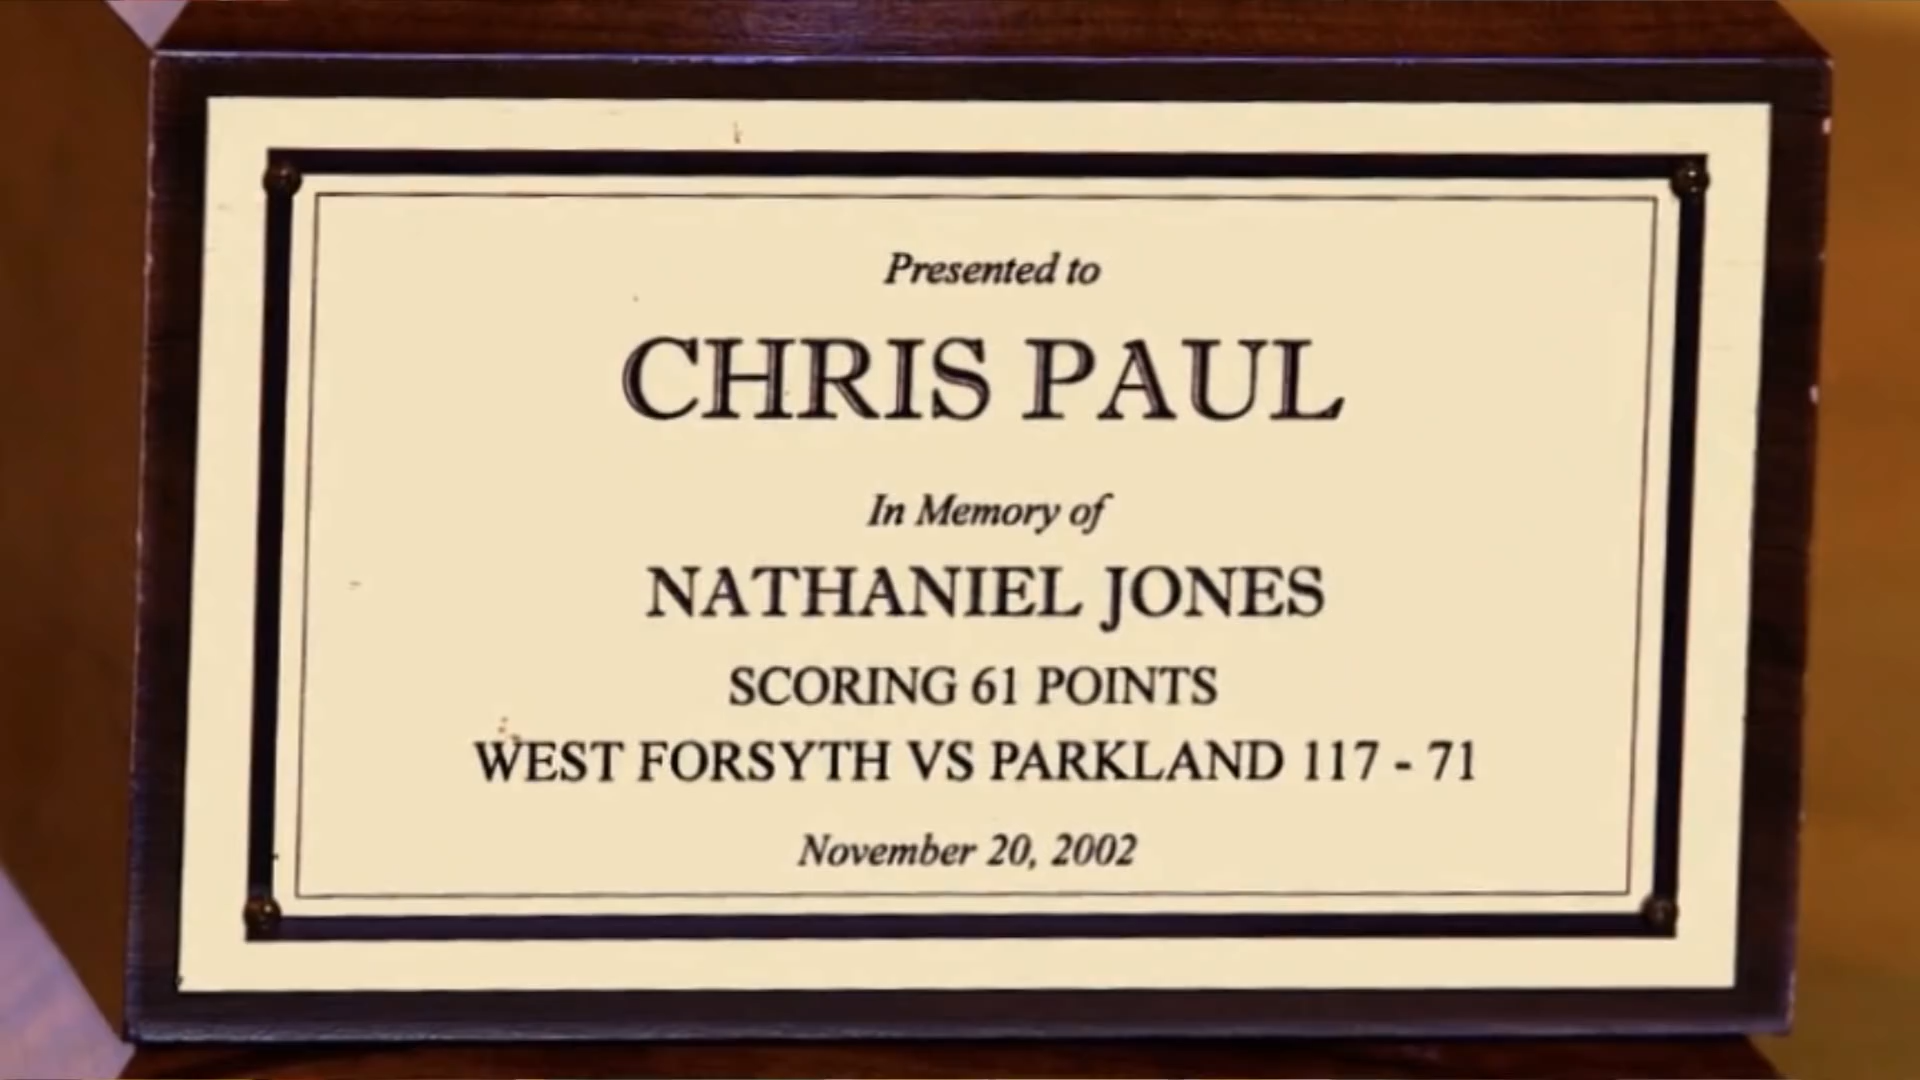 Presented to
CHRIS PAUL
In Memory of
NATHANIEL JONES
SCORING 61 POINTS
WEST FORSYTH VS PARKLAND 117 - 71
November 20, 2002